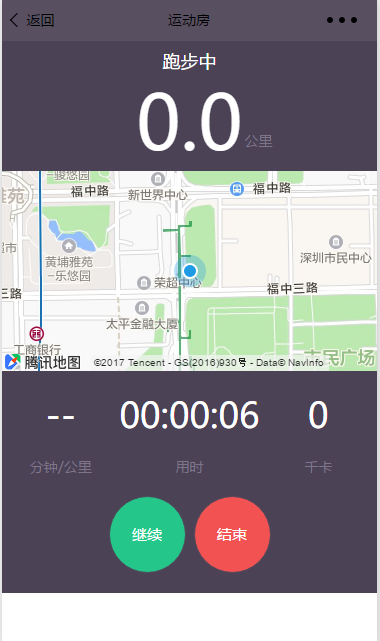 返回 运动房
跑步中
0.0 公里
骏悠园
福中路
福中路
新世界中心
雅苑
超市
黄埔雅苑
-乐悠园
深圳市民中心
荣超中心
三路
福中三路
太平金融大厦
工商银行
市民广场
腾讯地图 ©2017 Tencent - GS(2016)930号 - Data© NavInfo
-- 00:00:06 0
分钟/公里 用时 千卡
继续 结束